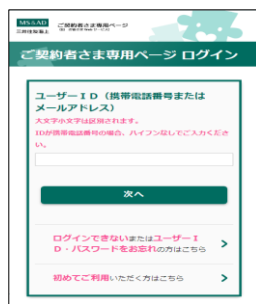 MS&AD
三井住友海上
ご契約者さま専用ページ
ご契約者さま専用ページ ログイン
ユーザーＩＤ（携帯電話番号または
メールアドレス）
大文字小文字は区別されます。
IDが携帯電話番号の場合、ハイフンなしでご入力くださ
い。
次へ
ログインできないまたはユーザーＩ
Ｄ・パスワードをお忘れの方はこちら
初めてご利用いただく方はこちら